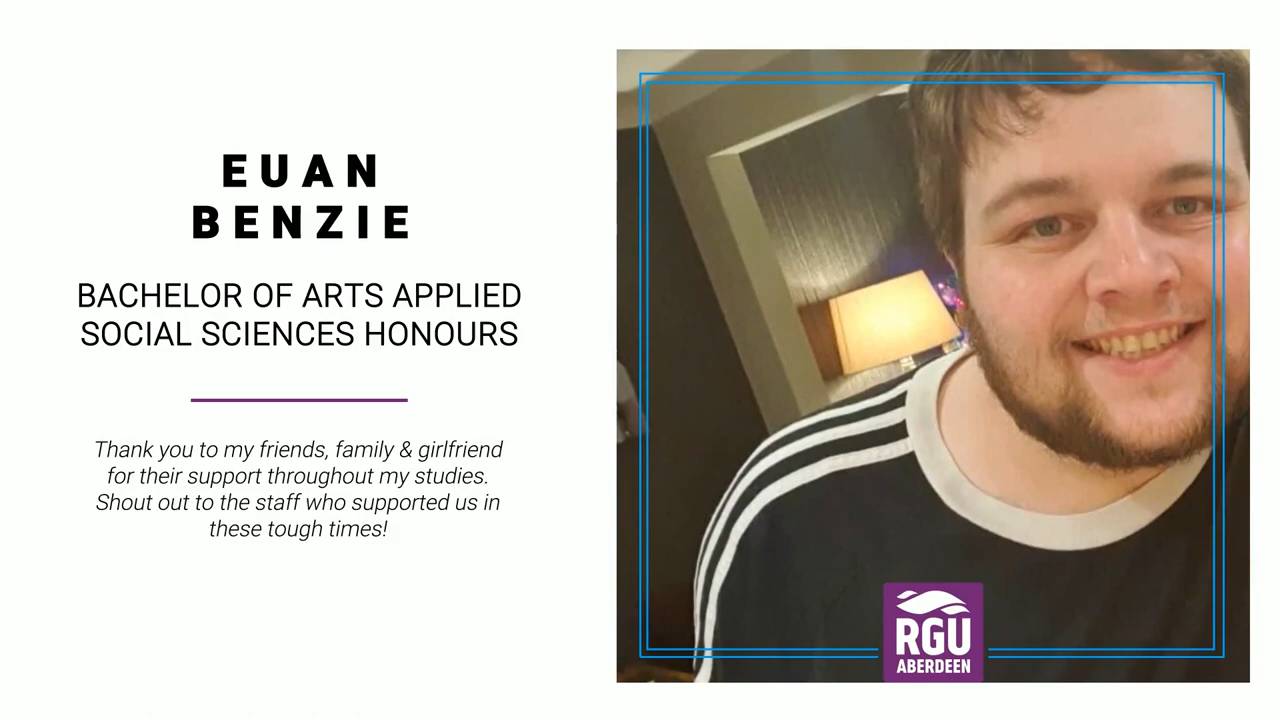 EUAN
BENZIE
BACHELOR OF ARTS APPLIED
SOCIAL SCIENCES HONOURS
Thank you to my friends, family & girlfriend
for their support throughout my studies.
Shout out to the staff who supported us in
these tough times!
RGU
ABERDEEN